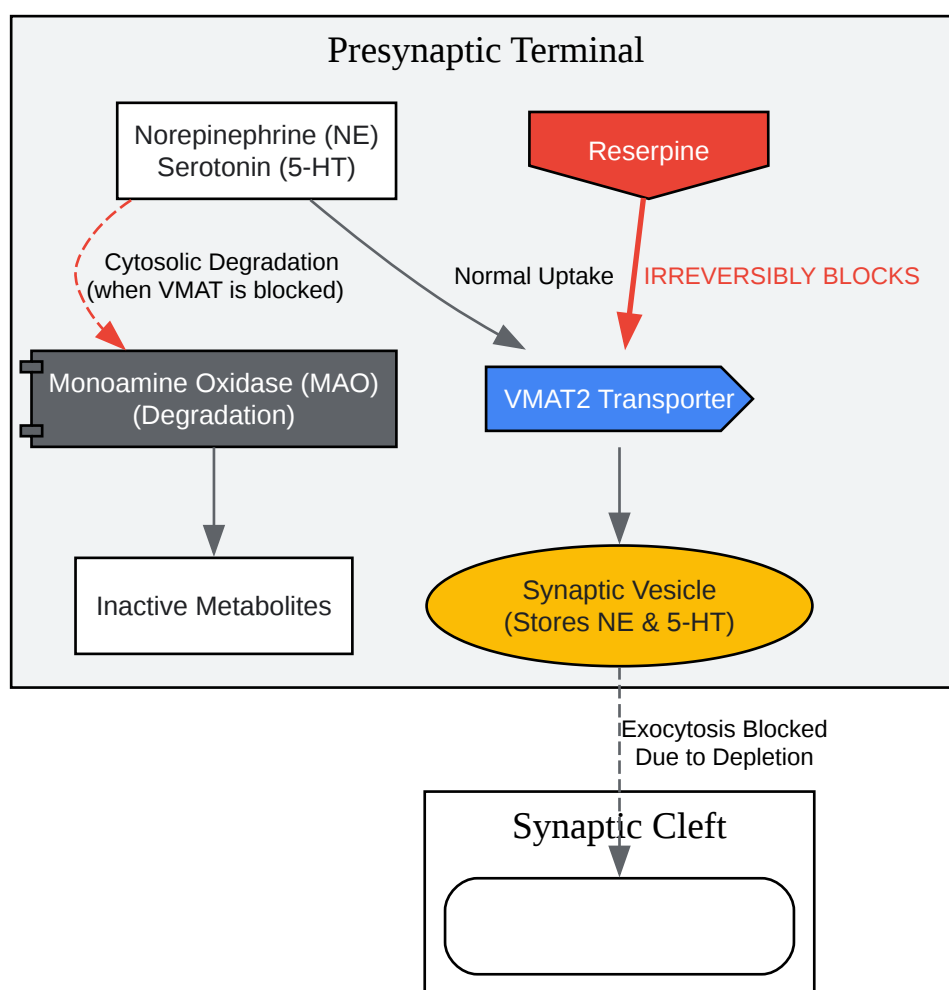 Presynaptic Terminal
Norepinephrine (NE)
Serotonin (5-HT)
Reserpine
Cytosolic Degradation
(when VMAT is blocked)
Normal Uptake
IRREVERSIBLY BLOCKS
Monoamine Oxidase (MAO)
(Degradation)
VMAT2 Transporter
Inactive Metabolites
Synaptic Vesicle
(Stores NE & 5-HT)
Exocytosis Blocked
Due to Depletion
Synaptic Cleft